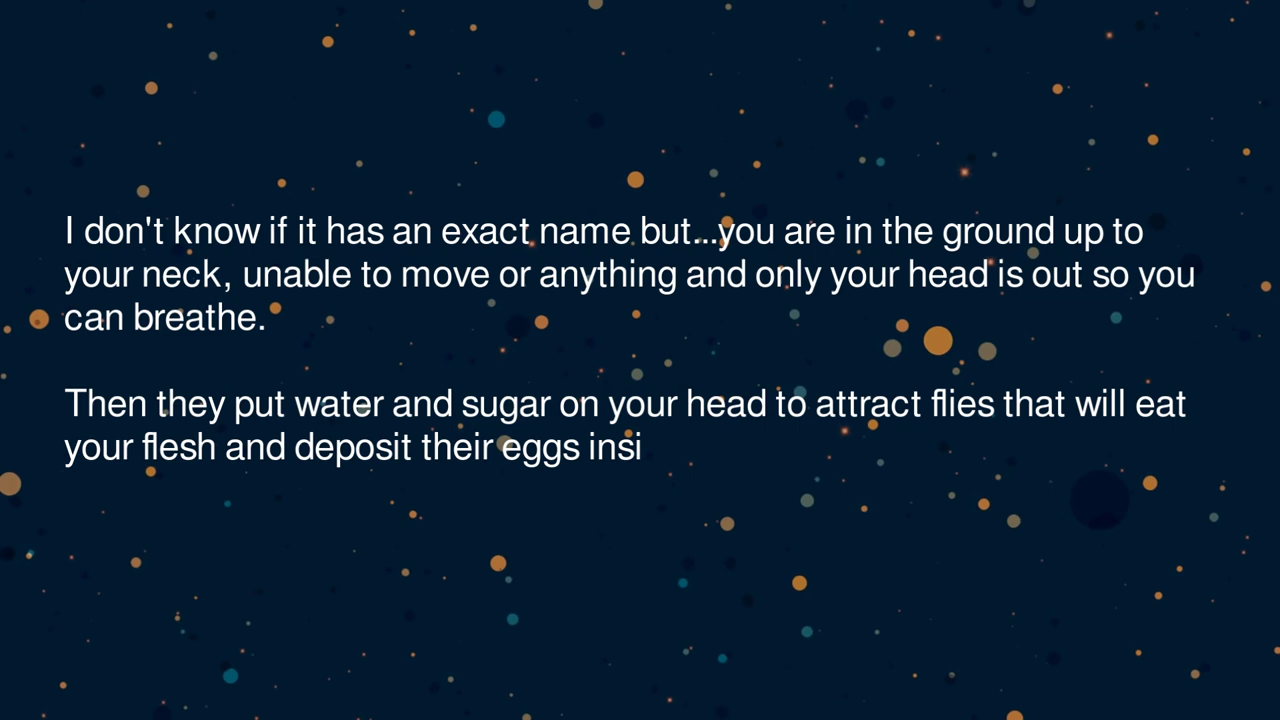 I don't know if it has an exact name but...you are in the ground up to
your neck, unable to move or anything and only your head is out so you
can breathe.
Then they put water and sugar on your head to attract flies that will eat
your flesh and deposit their eggs insi